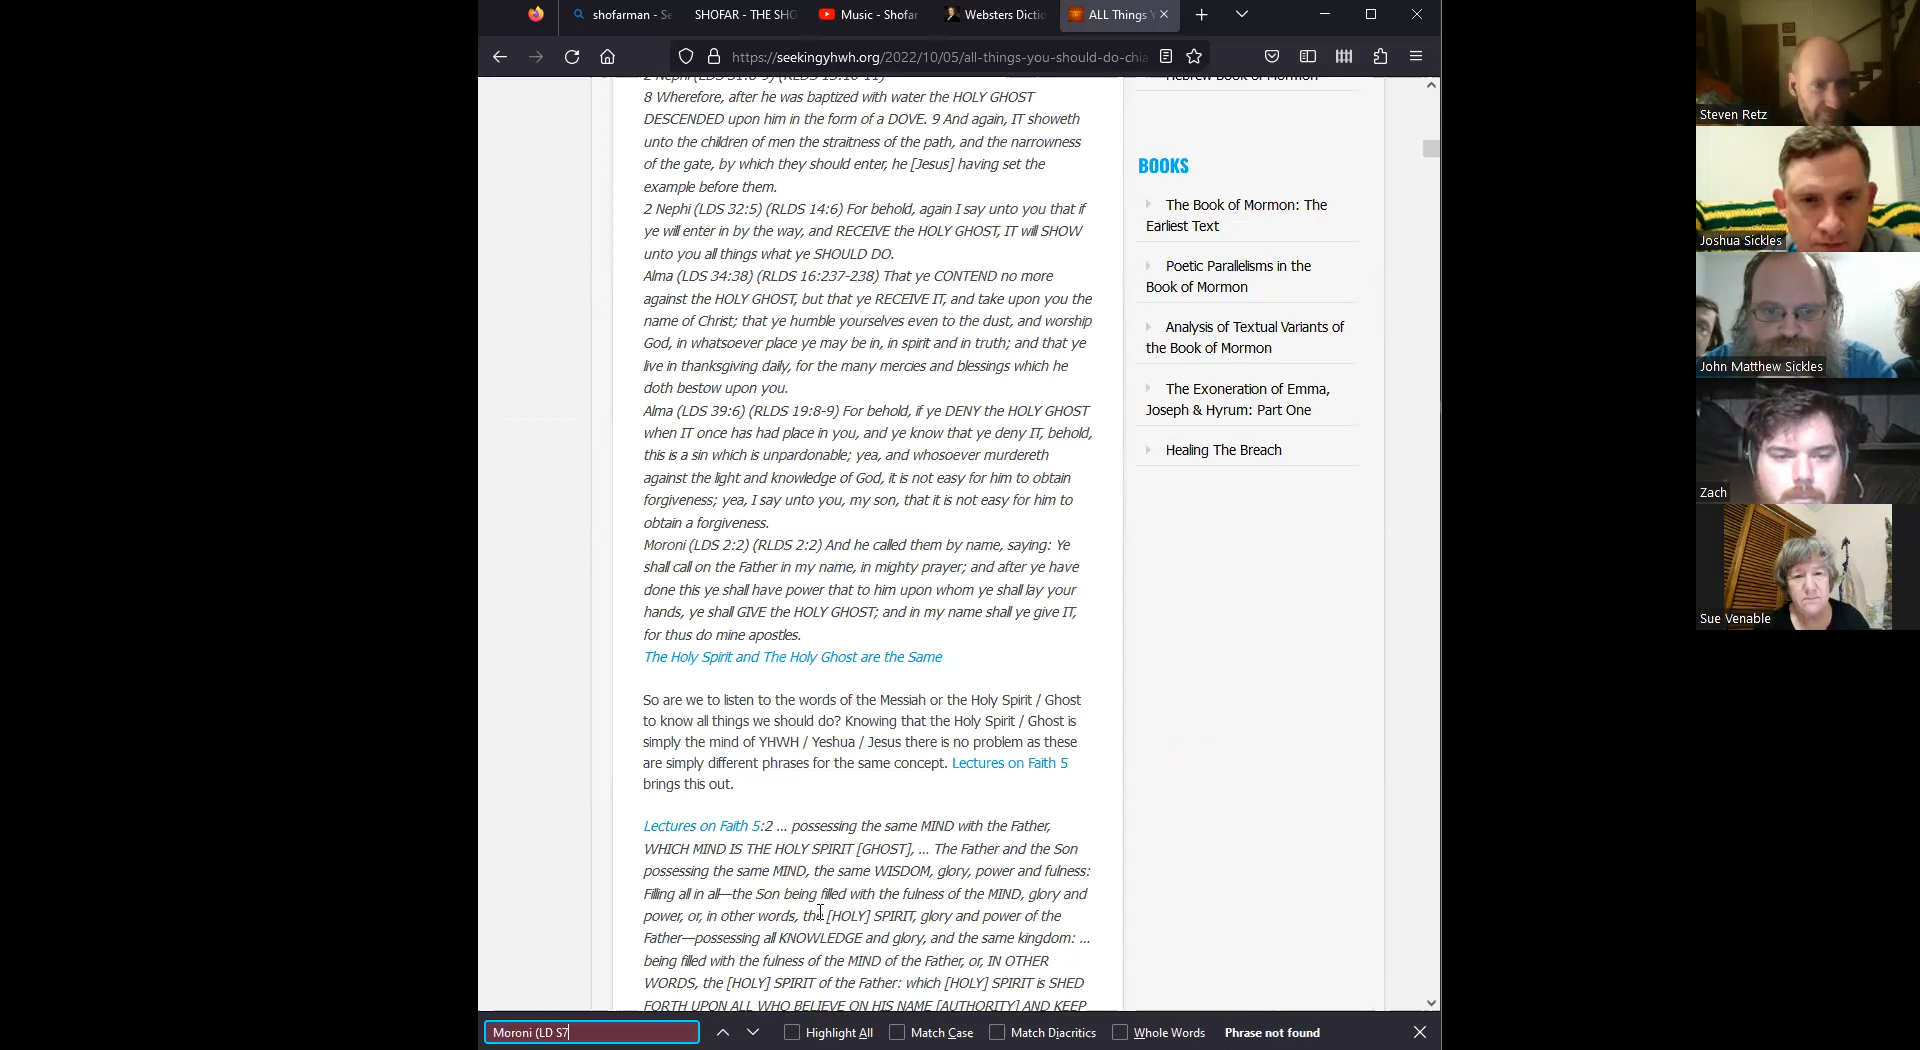 shofarman - Se
SHOFAR - THE SHO
Music - Shofar
Websters Dictio
ALL Things Y
https://seekingyhwh.org/2022/10/05/all-things-you-should-do-chia
2 Nephi (LDS 31:8-9) (RLDS 13:10-11)
8 Wherefore, after he was baptized with water the HOLY GHOST
DESCENDED upon him in the form of a DOVE. 9 And again, IT showeth
unto the children of men the straitness of the path, and the narrowness
of the gate, by which they should enter, he [Jesus] having set the
example before them.
2 Nephi (LDS 32:5) (RLDS 14:6) For behold, again I say unto you that if
ye will enter in by the way, and RECEIVE the HOLY GHOST, IT will SHOW
unto you all things what ye SHOULD DO.
Alma (LDS 34:38) (RLDS 16:237-238) That ye CONTEND no more
against the HOLY GHOST, but that ye RECEIVE IT, and take upon you the
name of Christ; that ye humble yourselves even to the dust, and worship
God, in whatsoever place ye may be in, in spirit and in truth; and that ye
live in thanksgiving daily, for the many mercies and blessings which he
doth bestow upon you.
Alma (LDS 39:6) (RLDS 19:8-9) For behold, if ye DENY the HOLY GHOST
when IT once has had place in you, and ye know that ye deny IT, behold,
this is a sin which is unpardonable; yea, and whosoever murdereth
against the light and knowledge of God, it is not easy for him to obtain
forgiveness; yea, I say unto you, my son, that it is not easy for him to
obtain a forgiveness.
Moroni (LDS 2:2) (RLDS 2:2) And he called them by name, saying: Ye
shall call on the Father in my name, in mighty prayer; and after ye have
done this ye shall have power that to him upon whom ye shall lay your
hands, ye shall GIVE the HOLY GHOST; and in my name shall ye give IT,
for thus do mine apostles.
The Holy Spirit and The Holy Ghost are the Same
So are we to listen to the words of the Messiah or the Holy Spirit / Ghost
to know all things we should do? Knowing that the Holy Spirit / Ghost is
simply the mind of YHWH / Yeshua / Jesus there is no problem as these
are simply different phrases for the same concept. Lectures on Faith 5
brings this out.
Lectures on Faith 5:2 ... possessing the same MIND with the Father,
WHICH MIND IS THE HOLY SPIRIT [GHOST], ... The Father and the Son
possessing the same MIND, the same WISDOM, glory, power and fulness:
Filling all in all—the Son being filled with the fulness of the MIND, glory and
power, or, in other words, the [HOLY] SPIRIT, glory and power of the
Father—possessing all KNOWLEDGE and glory, and the same kingdom: ...
being filled with the fulness of the MIND of the Father, or, IN OTHER
WORDS, the [HOLY] SPIRIT of the Father: which [HOLY] SPIRIT is SHED
FORTH UPON ALL WHO BELIEVE ON HIS NAME [AUTHORITY] AND KEEP
Hebrew Book of Mormon
BOOKS
The Book of Mormon: The
Earliest Text
Poetic Parallelisms in the
Book of Mormon
Analysis of Textual Variants of
the Book of Mormon
The Exoneration of Emma,
Joseph & Hyrum: Part One
Healing The Breach
Moroni (LD S7
Highlight All
Match Case
Match Diacritics
Whole Words
Phrase not found
Steven Retz
Joshua Sickles
John Matthew Sickles
Zach
Sue Venable